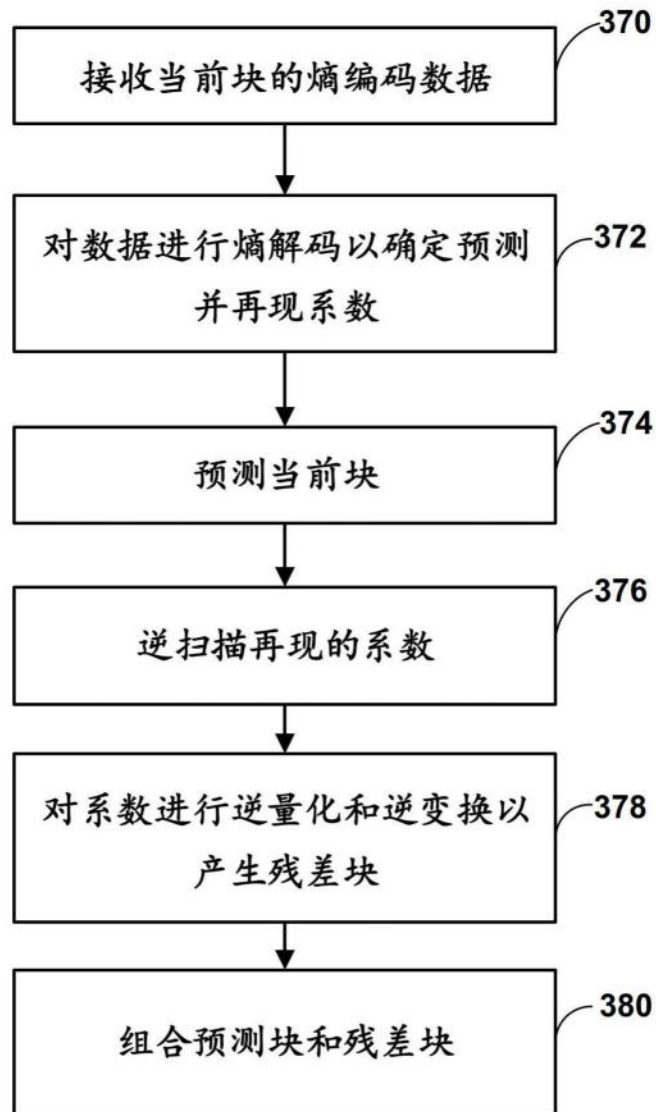 370
接收当前块的熵编码数据
372
对数据进行熵解码以确定预测
并再现系数
374
预测当前块
376
逆扫描再现的系数
378
对系数进行逆量化和逆变换以
产生残差块
380
组合预测块和残差块